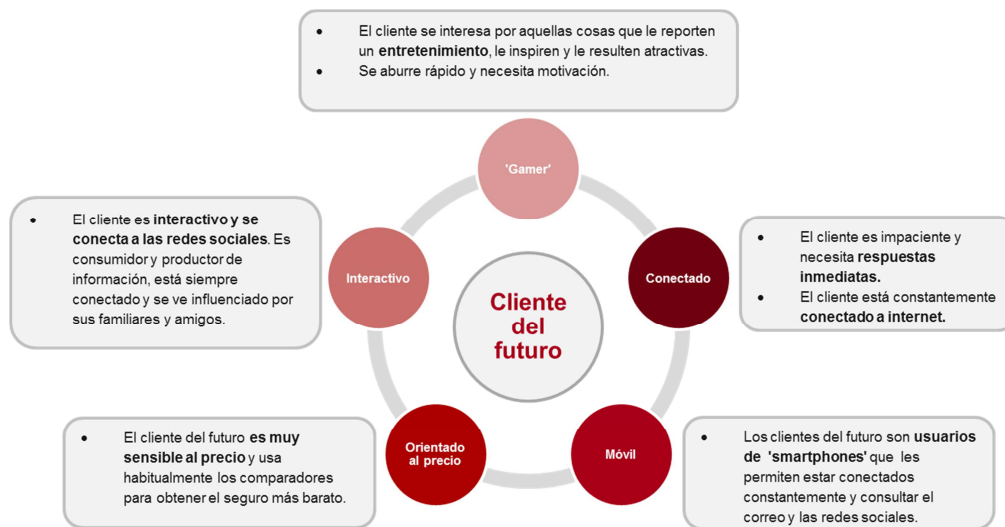 • El cliente se interesa por aquellas cosas que le reporten
un entretenimiento, le inspiren y le resulten atractivas.
• Se aburre rápido y necesita motivación.
'Gamer'
• El cliente es interactivo y se
conecta a las redes sociales. Es
consumidor y productor de
información, está siempre
conectado y se ve influenciado por
sus familiares y amigos.
Interactivo
Conectado
• El cliente es impaciente y
necesita respuestas
inmediatas.
• El cliente está constantemente
conectado a internet.
Cliente
del
futuro
• El cliente del futuro es muy
sensible al precio y usa
habitualmente los comparadores
para obtener el seguro más barato.
Orientado
al precio
Móvil
• Los clientes del futuro son usuarios
de 'smartphones' que les
permiten estar conectados
constantemente y consultar el
correo y las redes sociales.